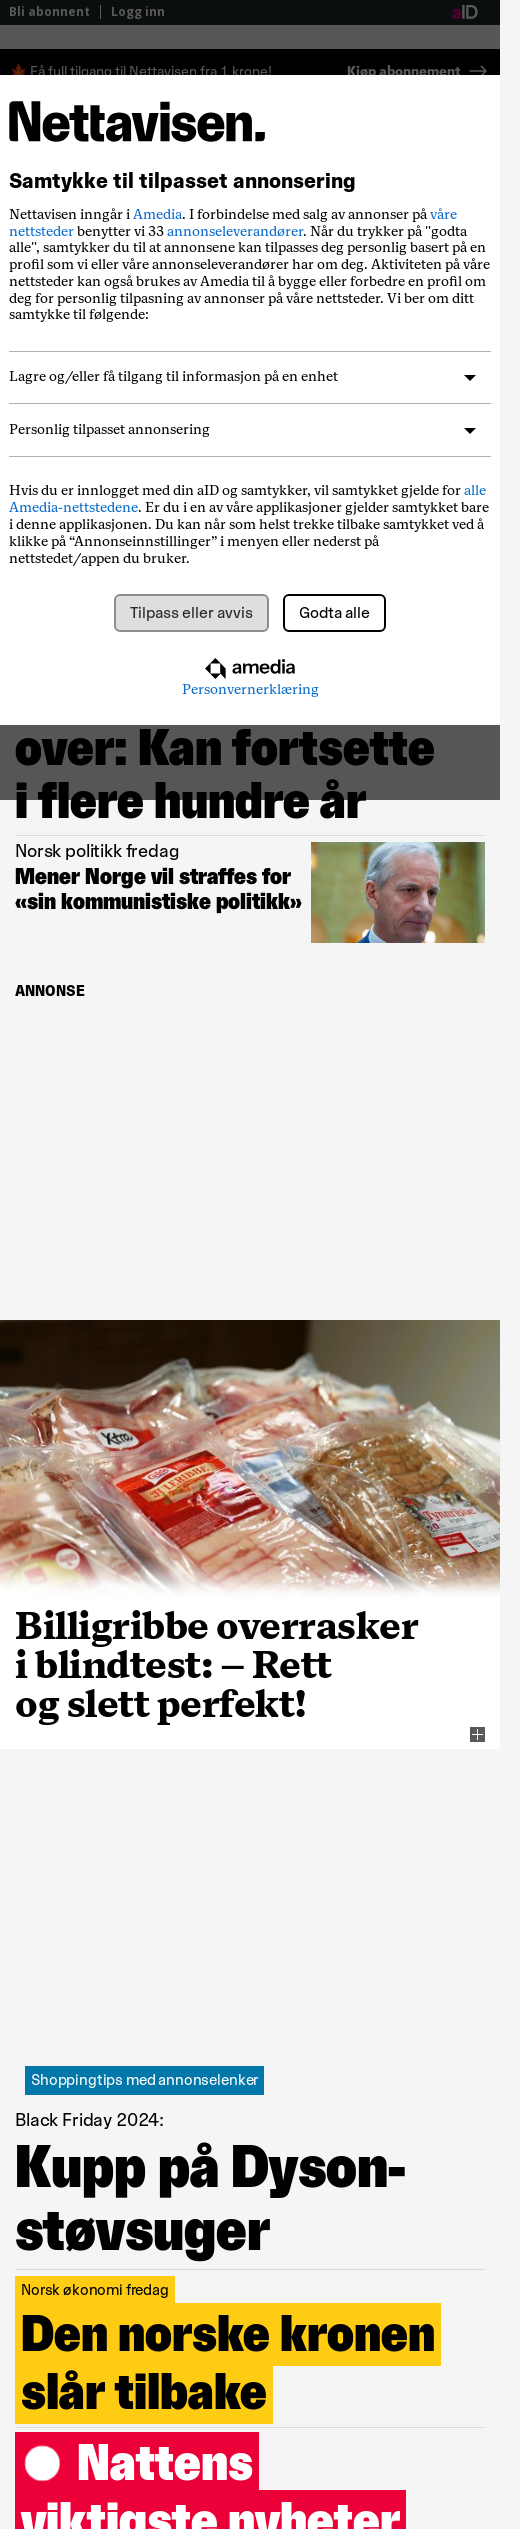 Bli abonnent | Logg inn aID
🍁 Få full tilgang til Nettavisen fra 1 krone! Kjøp abonnement →
Nettavisen.
Samtykke til tilpasset annonsering
Nettavisen inngår i Amedia. I forbindelse med salg av annonser på våre
nettsteder benytter vi 33 annonseleverandører. Når du trykker på "godta
alle", samtykker du til at annonsene kan tilpasses deg personlig basert på en
profil som vi eller våre annonseleverandører har om deg. Aktiviteten på våre
nettsteder kan også brukes av Amedia til å bygge eller forbedre en profil om
deg for personlig tilpasning av annonser på våre nettsteder. Vi ber om ditt
samtykke til følgende:
Lagre og/eller få tilgang til informasjon på en enhet
Personlig tilpasset annonsering
Hvis du er innlogget med din aID og samtykker, vil samtykket gjelde for alle
Amedia-nettstedene. Er du i en av våre applikasjoner gjelder samtykket bare
i denne applikasjonen. Du kan når som helst trekke tilbake samtykket ved å
klikke på “Annonseinnstillinger” i menyen eller nederst på
nettstedet/appen du bruker.
Tilpass eller avvis Godta alle
amedia
Personvernerklæring
over: Kan fortsette
i flere hundre år
Norsk politikk fredag
Mener Norge vil straffes for
«sin kommunistiske politikk»
ANNONSE
Xtra
Billigribbe overrasker
i blindtest: – Rett
og slett perfekt!
Shoppingtips med annonselenker
Black Friday 2024:
Kupp på Dyson-
støvsuger
Norsk økonomi fredag
Den norske kronen
slår tilbake
Nattens
viktigste nyheter